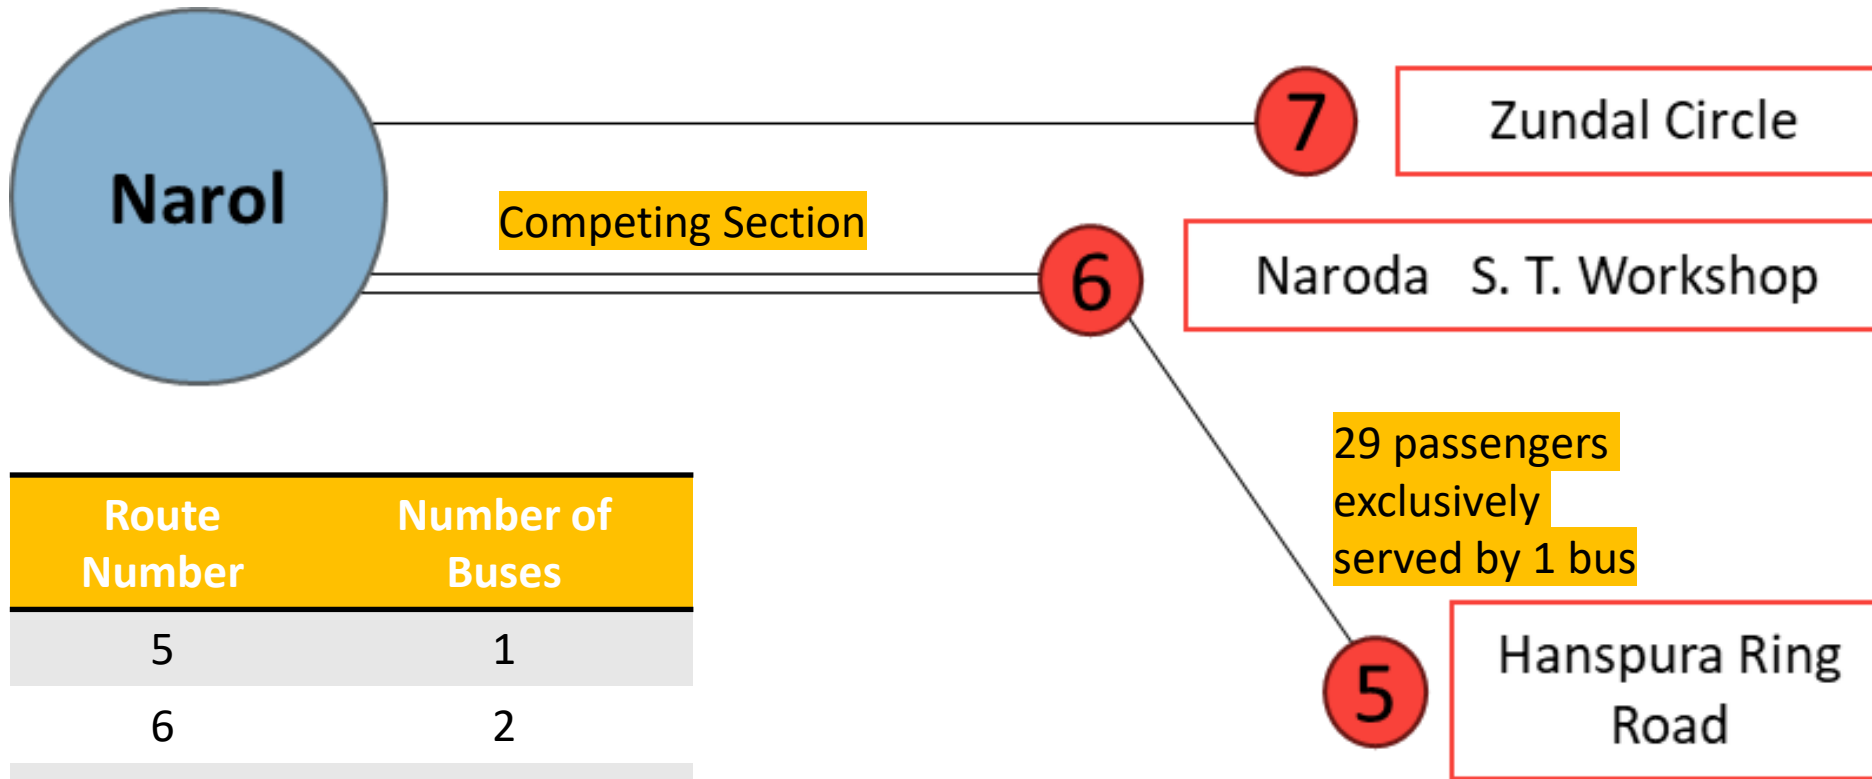 Narol
Competing Section
7
Zundal Circle
6
Naroda S. T. Workshop
29 passengers
exclusively
served by 1 bus
5
Hanspura Ring
Road
Route Number of
Number Buses
5 1
6 2